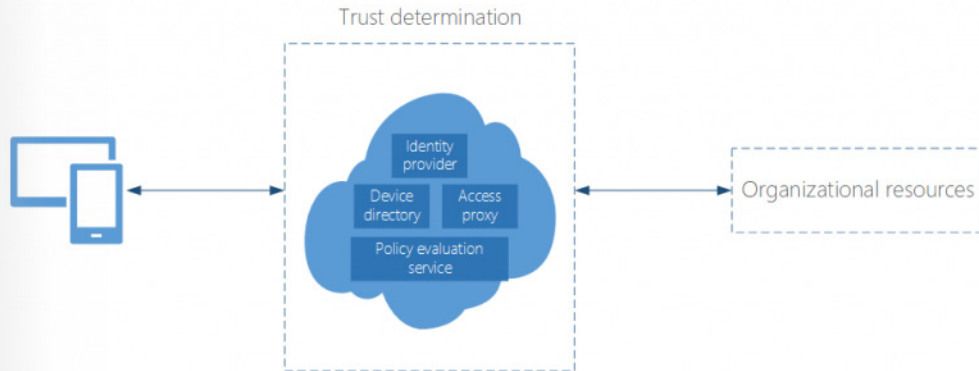 Trust determination
Identity
provider
Device
directory
Access
proxy
Policy evaluation
service
Organizational resources